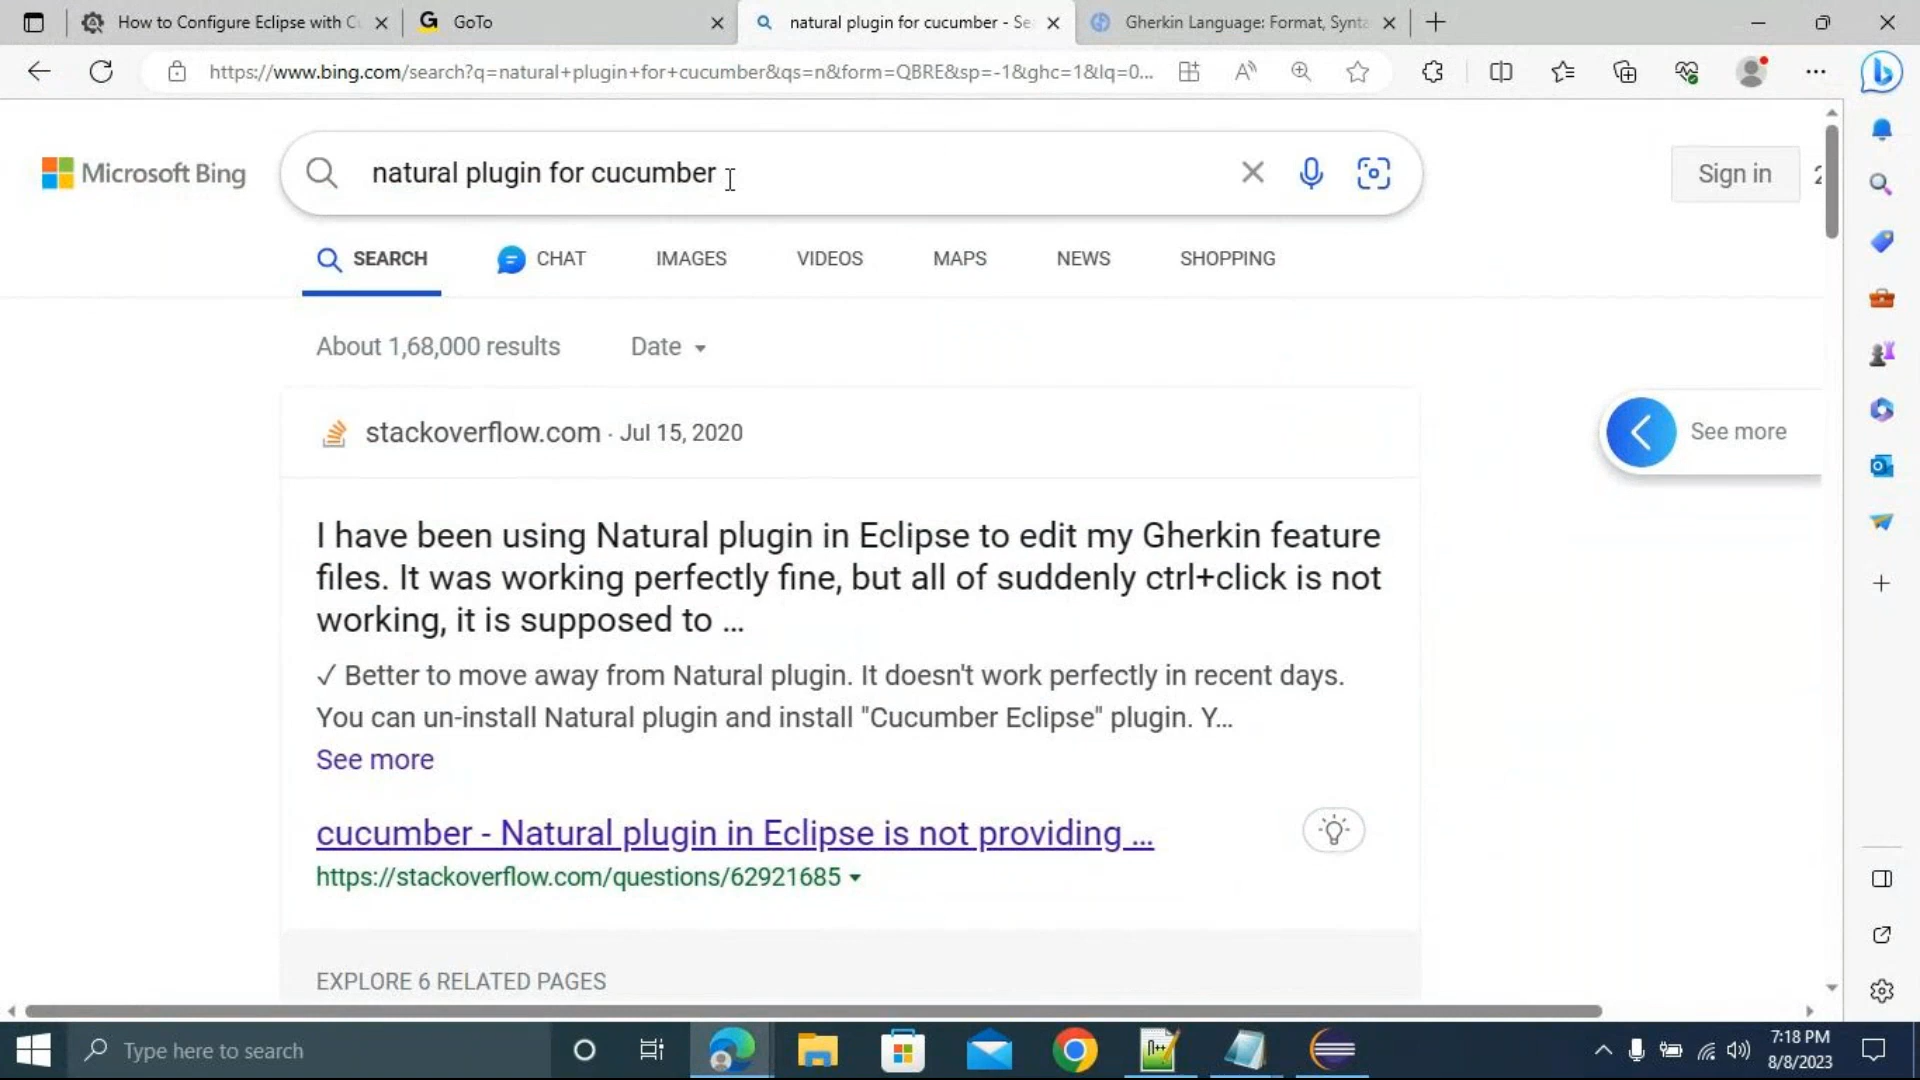 How to Configure Eclipse with C
GoTo
natural plugin for cucumber - Se
Gherkin Language: Format, Synta
https://www.bing.com/search?q=natural+plugin+for+cucumber&qs=n&form=QBRE&sp=-1&ghc=1&lq=0...
Microsoft Bing
natural plugin for cucumber
Sign in
SEARCH
CHAT
IMAGES
VIDEOS
MAPS
NEWS
SHOPPING
About 1,68,000 results
Date
stackoverflow.com · Jul 15, 2020
See more
I have been using Natural plugin in Eclipse to edit my Gherkin feature
files. It was working perfectly fine, but all of suddenly ctrl+click is not
working, it is supposed to ...
✓ Better to move away from Natural plugin. It doesn't work perfectly in recent days.
You can un-install Natural plugin and install "Cucumber Eclipse" plugin. Y...
See more
cucumber - Natural plugin in Eclipse is not providing ...
https://stackoverflow.com/questions/62921685
EXPLORE 6 RELATED PAGES
Type here to search
7:18 PM
8/8/2023